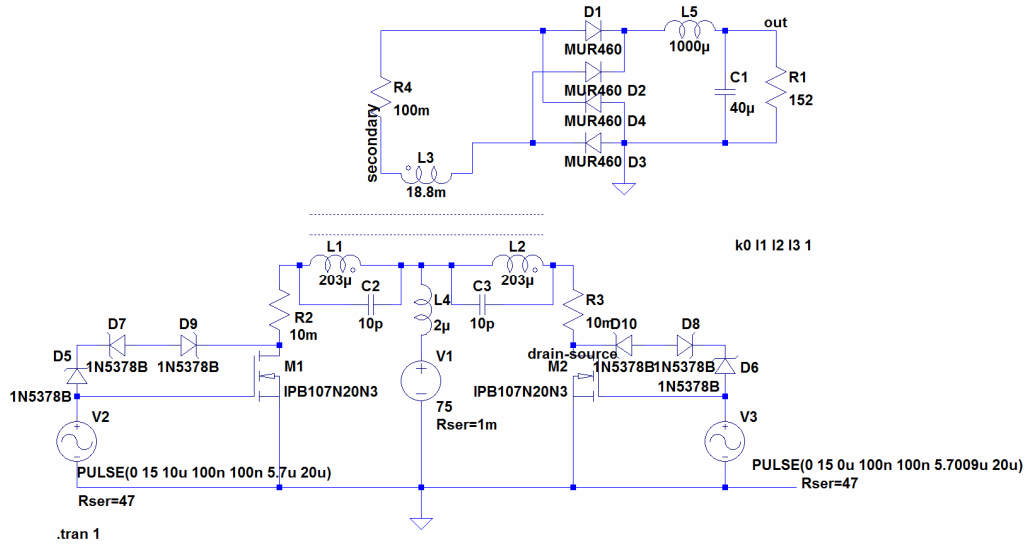 D1
L5
out
MUR460
1000µ
R4
100m
MUR460 D2
C1
40µ
R1
152
MUR460 D4
MUR460 D3
secondary
L3
18.8m
k0 l1 l2 l3 1
L1
203µ
L2
203µ
C2
10p
L4
2µ
C3
10p
R2
10m
R3
10m
D7
D9
D10
D8
D5
1N5378B
1N5378B
1N5378B
drain-source
1N5378B
1N5378B
1N5378B
D6
M1
IPB107N20N3
V1
75
Rser=1m
M2
IPB107N20N3
V2
PULSE(0 15 10u 100n 100n 5.7u 20u)
Rser=47
V3
PULSE(0 15 0u 100n 100n 5.7009u 20u)
Rser=47
.tran 1